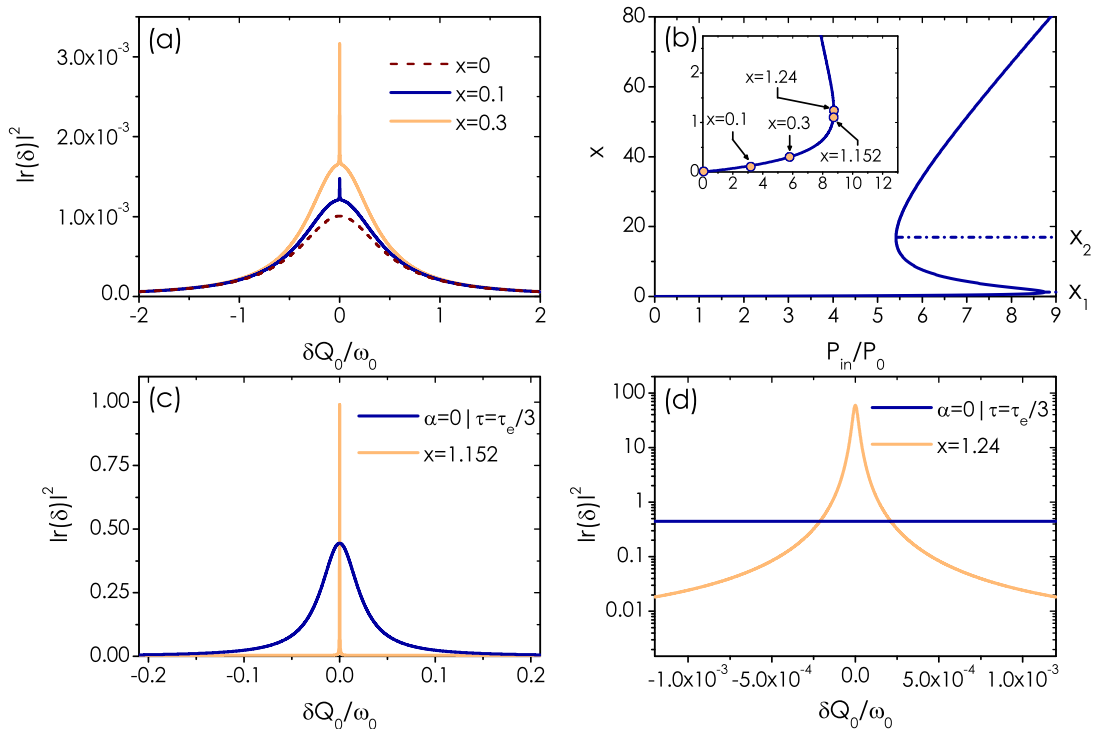 (a)
x=0
x=0.1
x=0.3
3.0x10⁻³
2.0x10⁻³
1.0x10⁻³
0.0
|r(δ)|²
-2 -1 0 1 2
δQ₀/ω₀
(b)
80
60
40
20
0
x
x=1.24
x=0.1
x=0.3
x=1.152
2
1
0
0 2 4 6 8 10 12
X₂
X₁
0 1 2 3 4 5 6 7 8 9
P_in/P₀
(c)
α=0 | τ=τₑ/3
x=1.152
1.00
0.75
0.50
0.25
0.00
|r(δ)|²
-0.2 -0.1 0.0 0.1 0.2
δQ₀/ω₀
(d)
α=0 | τ=τₑ/3
x=1.24
100
10
1
0.1
0.01
|r(δ)|²
-1.0x10⁻³ -5.0x10⁻⁴ 0.0 5.0x10⁻⁴ 1.0x10⁻³
δQ₀/ω₀